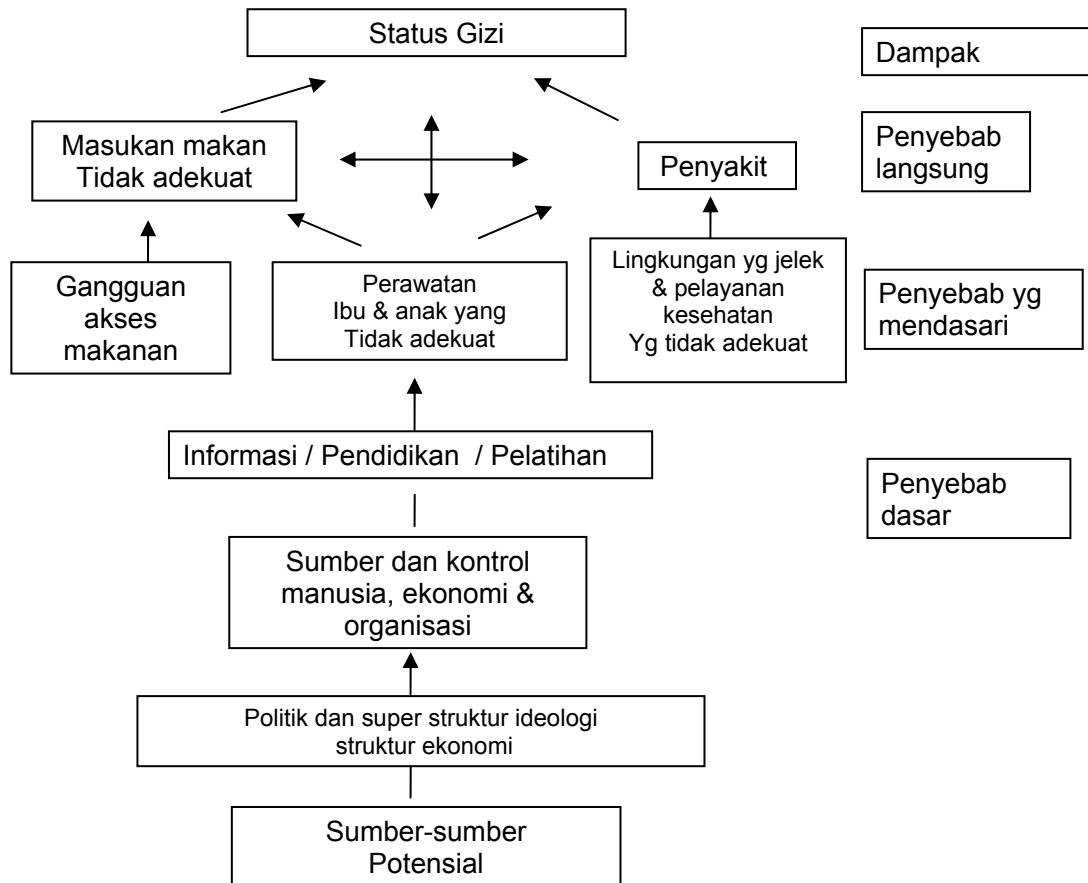 Status Gizi
Dampak
Masukan makan
Tidak adekuat
Penyakit
Penyebab
langsung
Gangguan
akses
makanan
Perawatan
Ibu & anak yang
Tidak adekuat
Lingkungan yg jelek
& pelayanan
kesehatan
Yg tidak adekuat
Penyebab yg
mendasari
Informasi / Pendidikan / Pelatihan
Penyebab
dasar
Sumber dan kontrol
manusia, ekonomi &
organisasi
Politik dan super struktur ideologi
struktur ekonomi
Sumber-sumber
Potensial